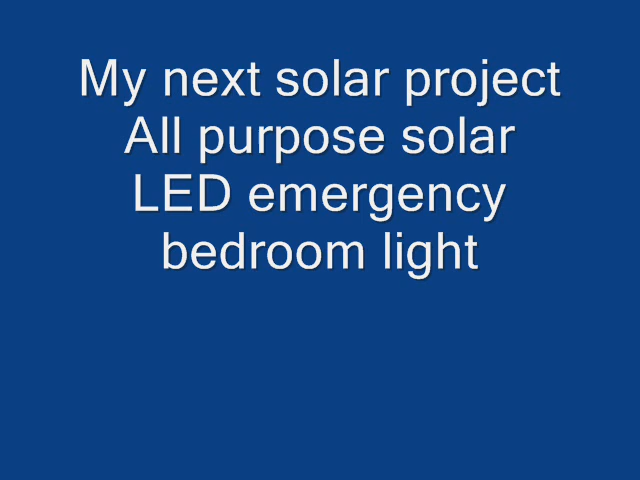 My next solar project
All purpose solar
LED emergency
bedroom light